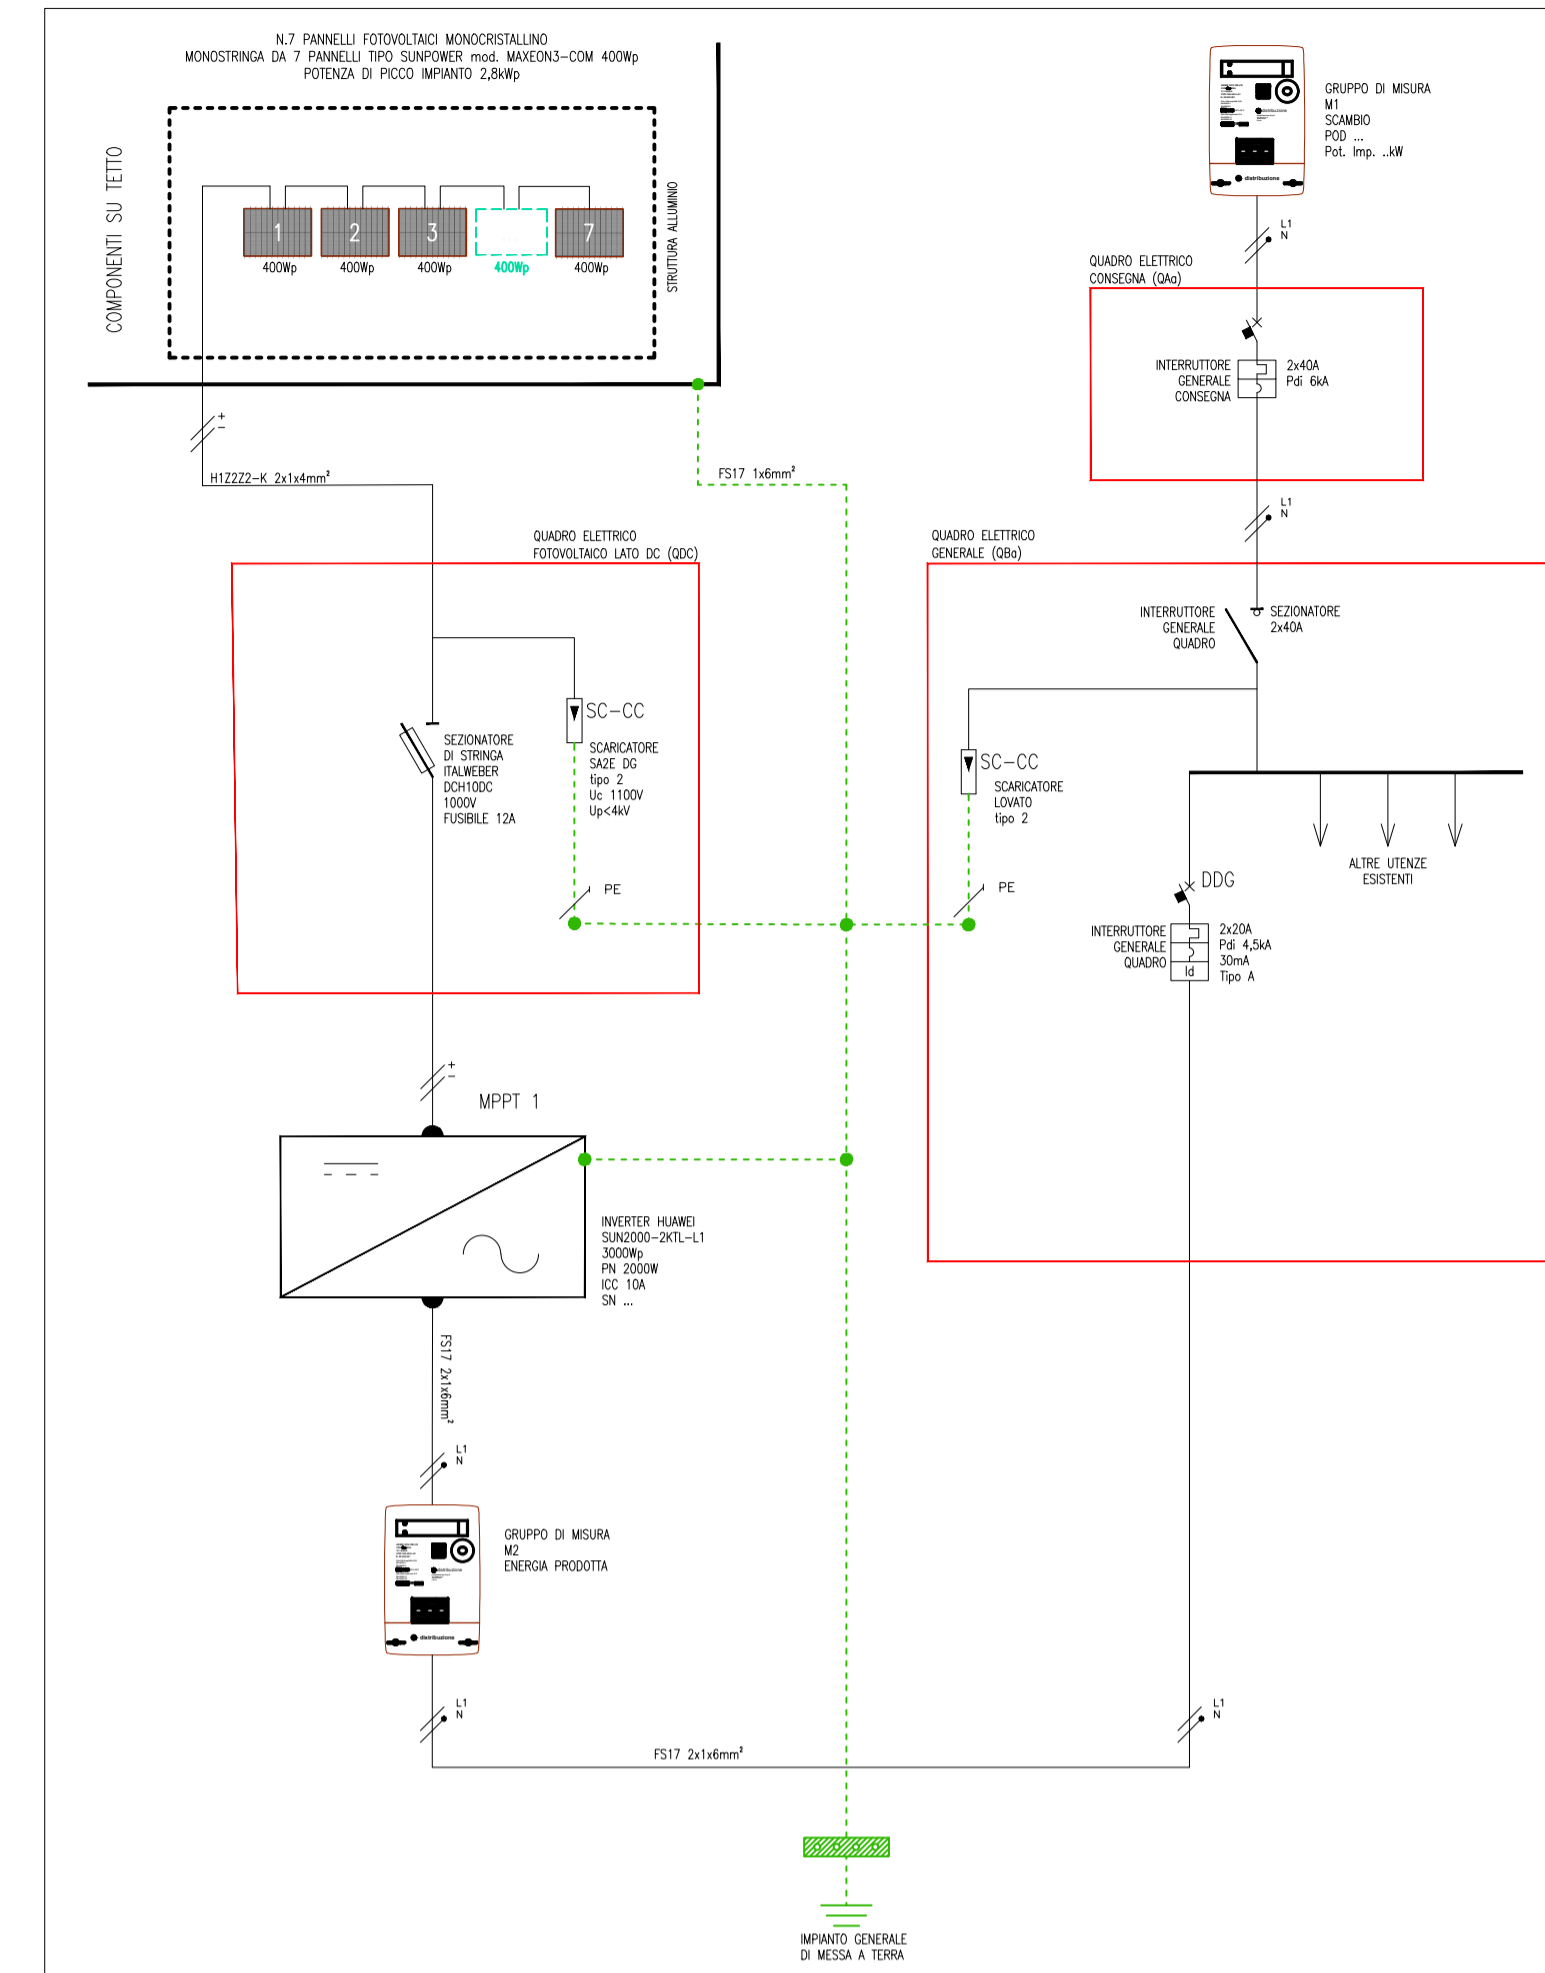 N.7 PANNELLI FOTOVOLTAICI MONOCRISTALLINO
MONOSTRINGA DA 7 PANNELLI TIPO SUNPOWER mod. MAXEON3-COM 400Wp
POTENZA DI PICCO IMPIANTO 2,8kWp
COMPONENTI SU TETTO
1
2
3
7
400Wp
400Wp
400Wp
400Wp
400Wp
STRUTTURA ALLUMINIO
+
-
H1Z2Z2-K 2x1x4mm²
FS17 1x6mm²
QUADRO ELETTRICO
FOTOVOLTAICO LATO DC (QDC)
SEZIONATORE
DI STRINGA
ITALWEBER
DCH10DC
1000V
FUSIBILE 12A
SC-CC
SCARICATORE
SA2E DG
tipo 2
Uc 1100V
Up<4kV
PE
+
-
MPPT 1
INVERTER HUAWEI
SUN2000-2KTL-L1
3000Wp
PN 2000W
ICC 10A
SN ...
FS17 2x1x6mm²
L1
N
distribuzione
distribuzione
GRUPPO DI MISURA
M2
ENERGIA PRODOTTA
L1
N
FS17 2x1x6mm²
distribuzione
distribuzione
GRUPPO DI MISURA
M1
SCAMBIO
POD ...
Pot. Imp. ..kW
L1
N
QUADRO ELETTRICO
CONSEGNA (QAa)
INTERRUTTORE
GENERALE
CONSEGNA
2x40A
Pdi 6kA
L1
N
QUADRO ELETTRICO
GENERALE (QBa)
INTERRUTTORE
GENERALE
QUADRO
SEZIONATORE
2x40A
SC-CC
SCARICATORE
LOVATO
tipo 2
PE
ALTRE UTENZE
ESISTENTI
DDG
INTERRUTTORE
GENERALE
QUADRO
Id
2x20A
Pdi 4,5kA
30mA
Tipo A
L1
N
IMPIANTO GENERALE
DI MESSA A TERRA